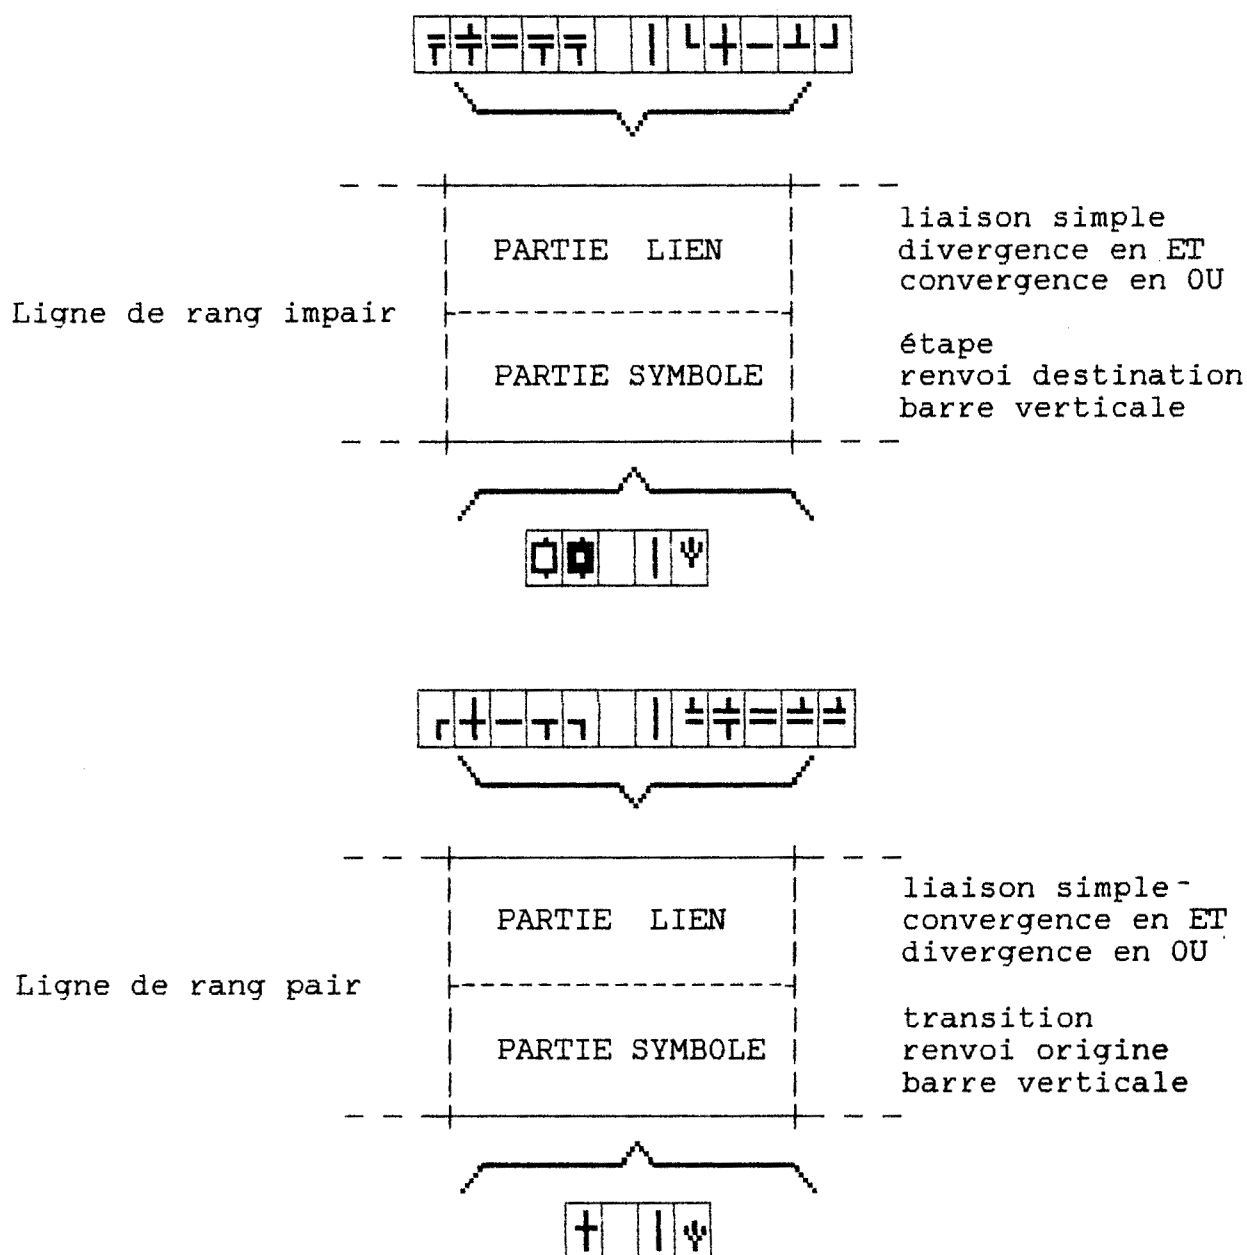 liaison simple
PARTIE LIEN
divergence en ET
convergence en OU
Ligne de rang impair
étape
PARTIE SYMBOLE
renvoi destination
barre verticale
liaison simple
PARTIE LIEN
convergence en ET
divergence en OU
Ligne de rang pair
transition
PARTIE SYMBOLE
renvoi origine
barre verticale